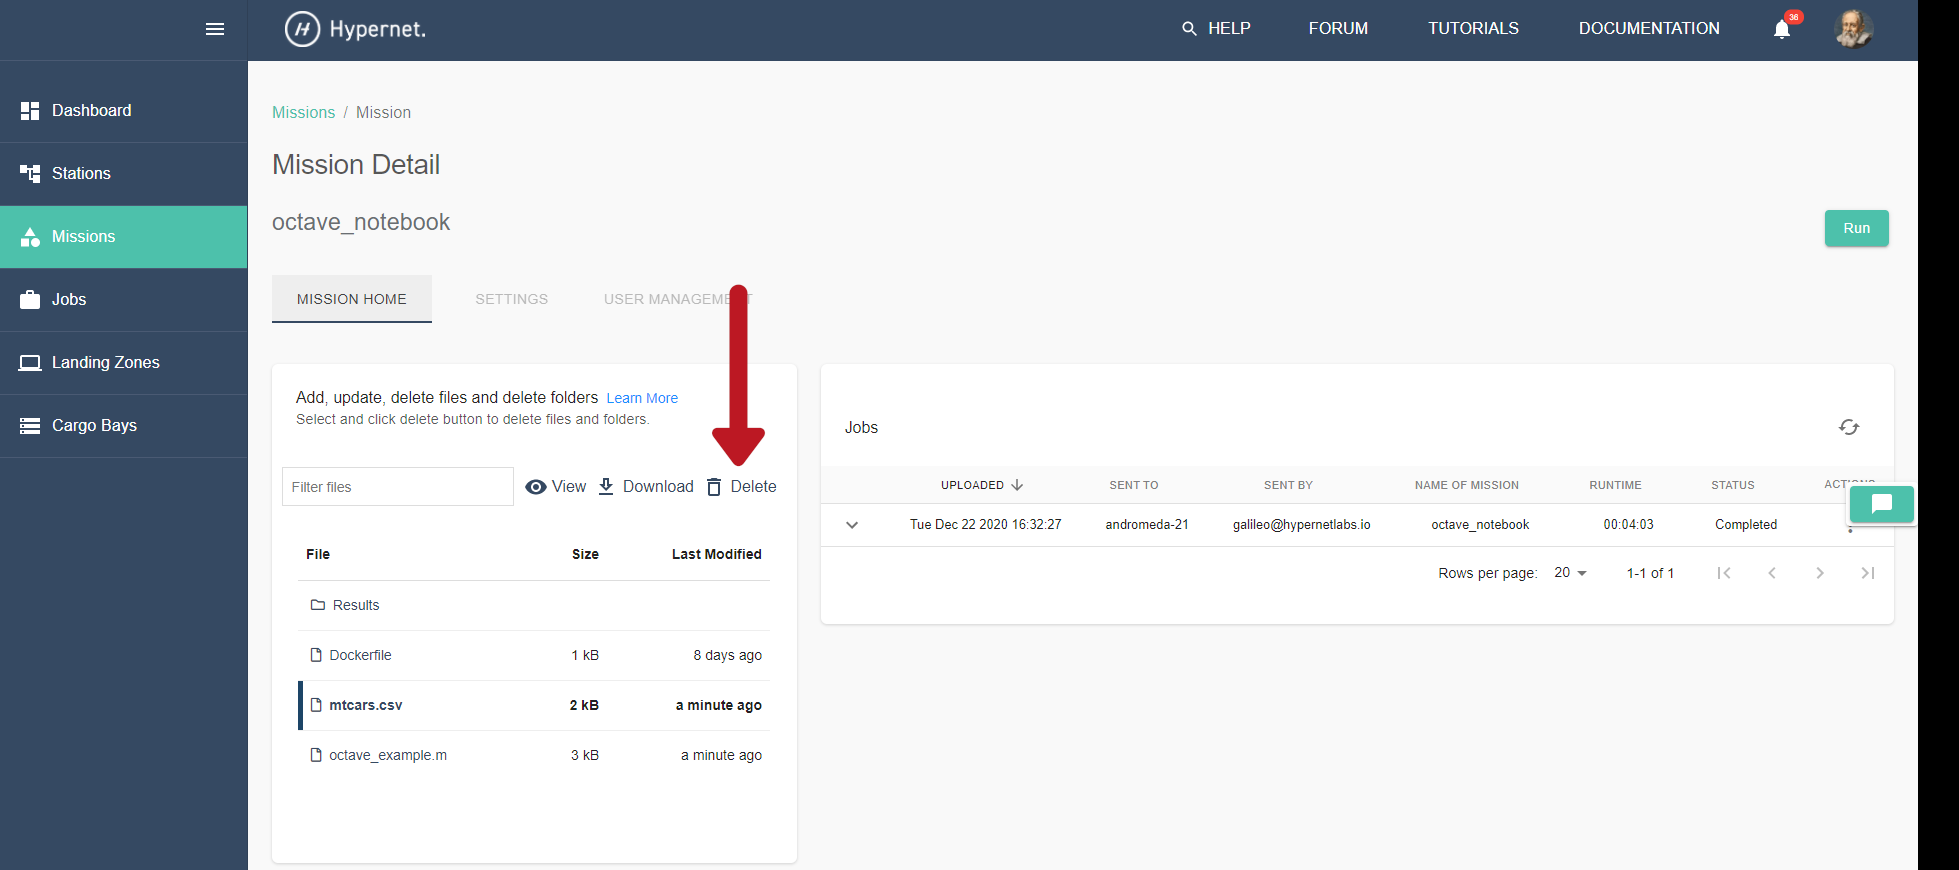 Hypernet.
HELP
FORUM
TUTORIALS
DOCUMENTATION
36
Dashboard
Stations
Missions
Jobs
Landing Zones
Cargo Bays
Missions / Mission
Mission Detail
octave_notebook
Run
MISSION HOME
SETTINGS
USER MANAGEMENT
Add, update, delete files and delete folders Learn More
Select and click delete button to delete files and folders.
Filter files
View
Download
Delete
File Size Last Modified
Results
Dockerfile 1 kB 8 days ago
mtcars.csv 2 kB a minute ago
octave_example.m 3 kB a minute ago
Jobs
UPLOADED SENT TO SENT BY NAME OF MISSION RUNTIME STATUS ACTIONS
Tue Dec 22 2020 16:32:27 andromeda-21 galileo@hypernetlabs.io octave_notebook 00:04:03 Completed
Rows per page: 20 1-1 of 1